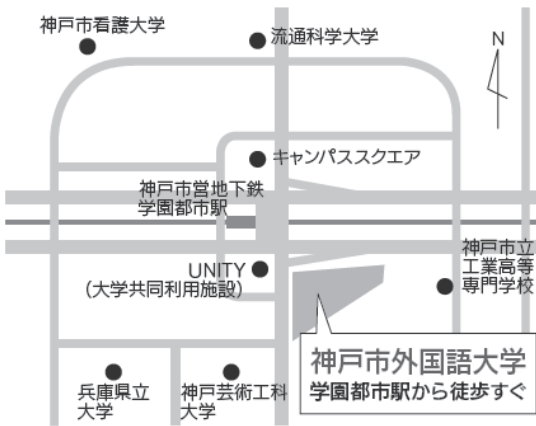 神戸市看護大学
流通科学大学
N
キャンパススクエア
神戸市営地下鉄
学園都市駅
UNITY
(大学共同利用施設)
神戸市立
工業高等
専門学校
神戸市外国語大学
学園都市駅から徒歩すぐ
兵庫県立
大学
神戸芸術工科
大学